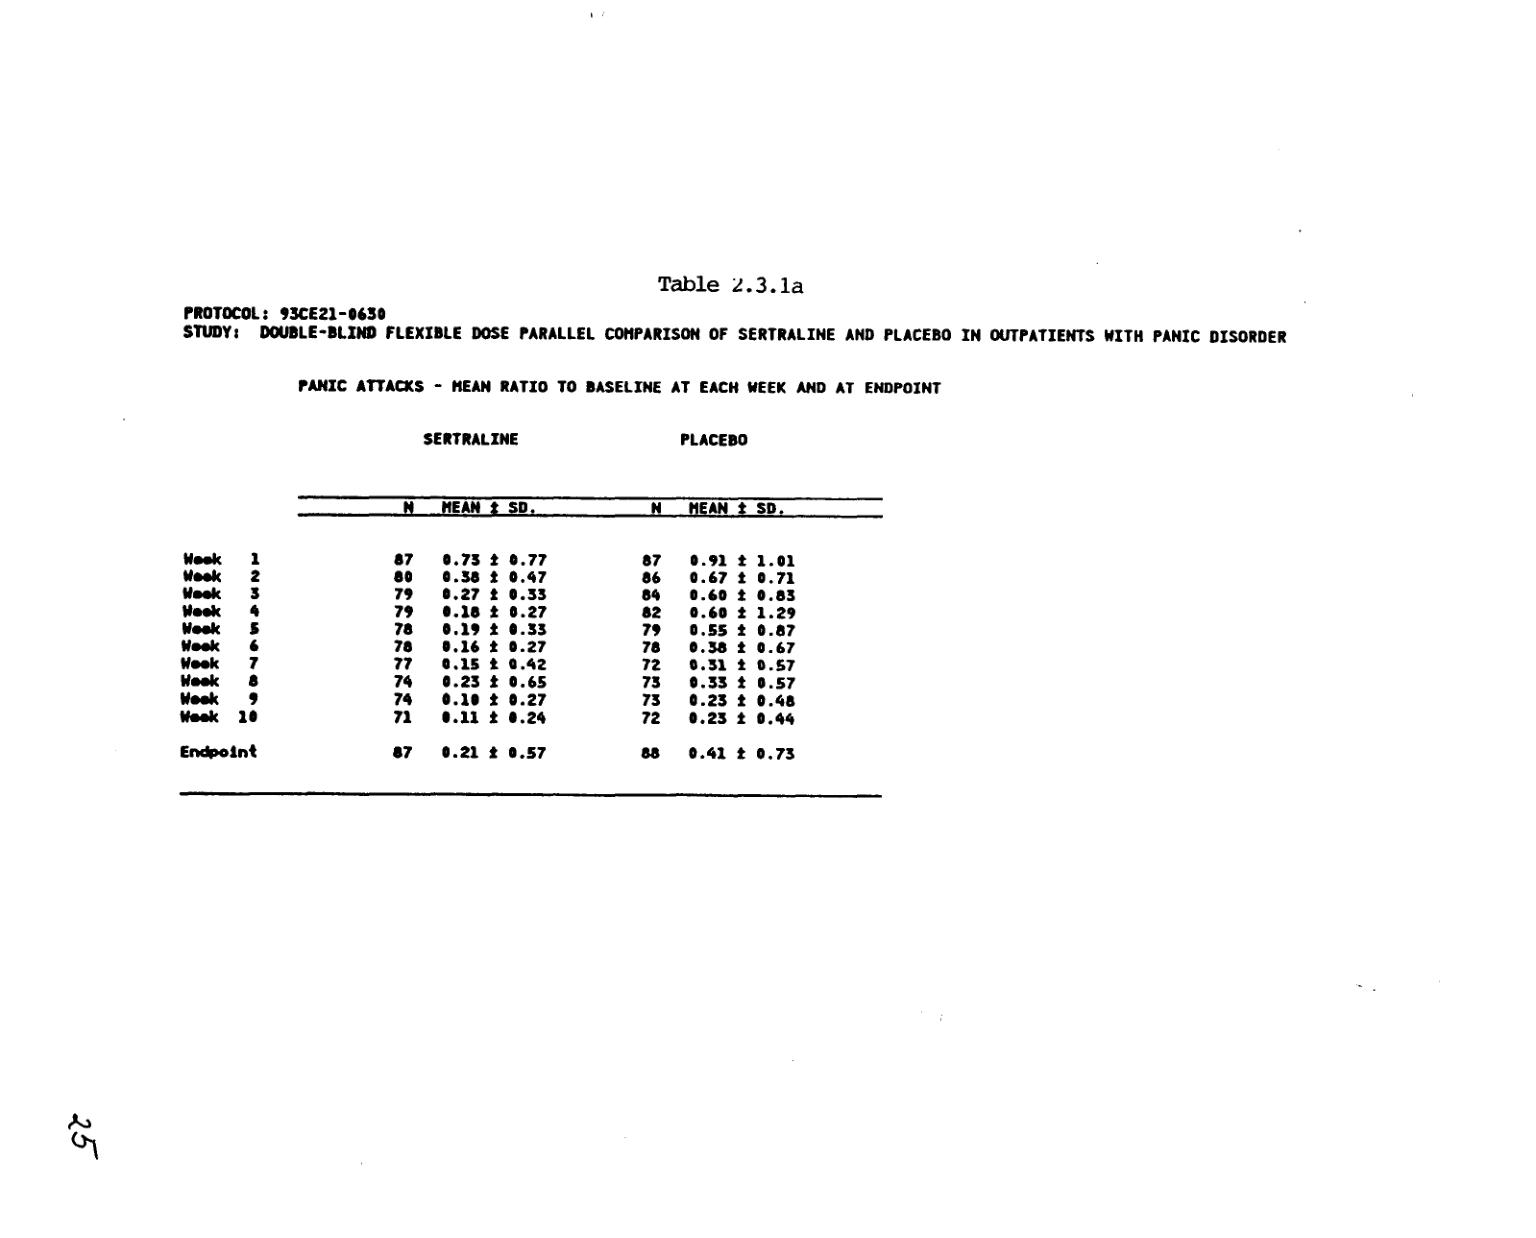 Table 2.3.1a
PROTOCOL: 93CE21-0630
STUDY: DOUBLE-BLIND FLEXIBLE DOSE PARALLEL COMPARISON OF SERTRALINE AND PLACEBO IN OUTPATIENTS WITH PANIC DISORDER
PANIC ATTACKS - MEAN RATIO TO BASELINE AT EACH WEEK AND AT ENDPOINT
SERTRALINE PLACEBO
N MEAN ± SD. N MEAN ± SD.
Week 1 87 0.73 ± 0.77 87 0.91 ± 1.01
Week 2 80 0.38 ± 0.47 86 0.67 ± 0.71
Week 3 79 0.27 ± 0.33 84 0.60 ± 0.83
Week 4 79 0.18 ± 0.27 82 0.60 ± 1.29
Week 5 78 0.19 ± 0.33 79 0.55 ± 0.87
Week 6 78 0.16 ± 0.27 78 0.38 ± 0.67
Week 7 77 0.15 ± 0.42 72 0.31 ± 0.57
Week 8 74 0.23 ± 0.65 73 0.33 ± 0.57
Week 9 74 0.10 ± 0.27 73 0.23 ± 0.48
Week 10 71 0.11 ± 0.24 72 0.23 ± 0.44
Endpoint 87 0.21 ± 0.57 88 0.41 ± 0.73
25